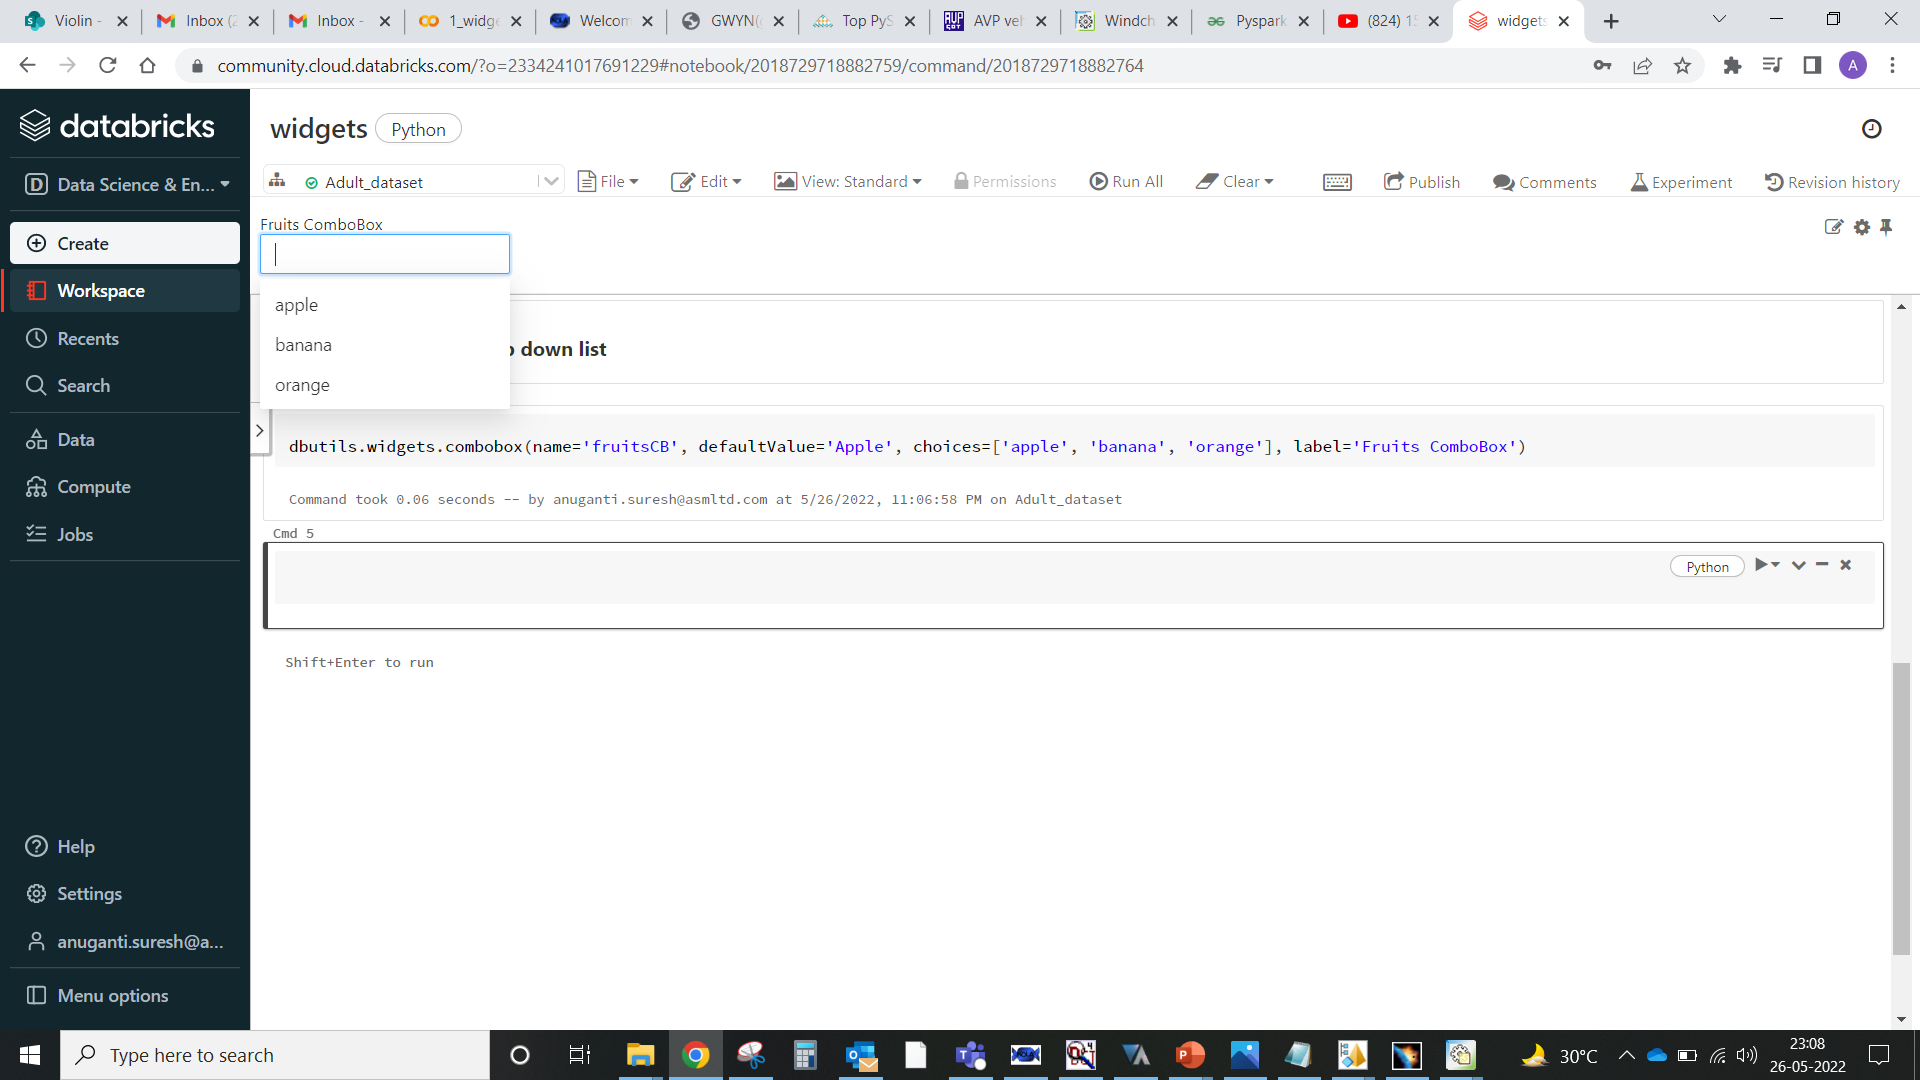 Violin -
Inbox (2
Inbox -
1_widge
Welcom
GWYN(
Top PyS
AVP veh
Windch
Pyspark
(824) 15
widgets
community.cloud.databricks.com/?o=2334241017691229#notebook/2018729718882759/command/2018729718882764
A
databricks
D Data Science & En...
Create
Workspace
Recents
Search
Data
Compute
Jobs
Help
Settings
anuganti.suresh@a...
Menu options
widgets Python
Adult_dataset
File
Edit
View: Standard
Permissions
Run All
Clear
Publish
Comments
Experiment
Revision history
Fruits ComboBox
apple
banana
orange
down list
dbutils.widgets.combobox(name='fruitsCB', defaultValue='Apple', choices=['apple', 'banana', 'orange'], label='Fruits ComboBox')
Command took 0.06 seconds -- by anuganti.suresh@asmltd.com at 5/26/2022, 11:06:58 PM on Adult_dataset
Cmd 5
Python
Shift+Enter to run
Type here to search
30°C
23:08
26-05-2022